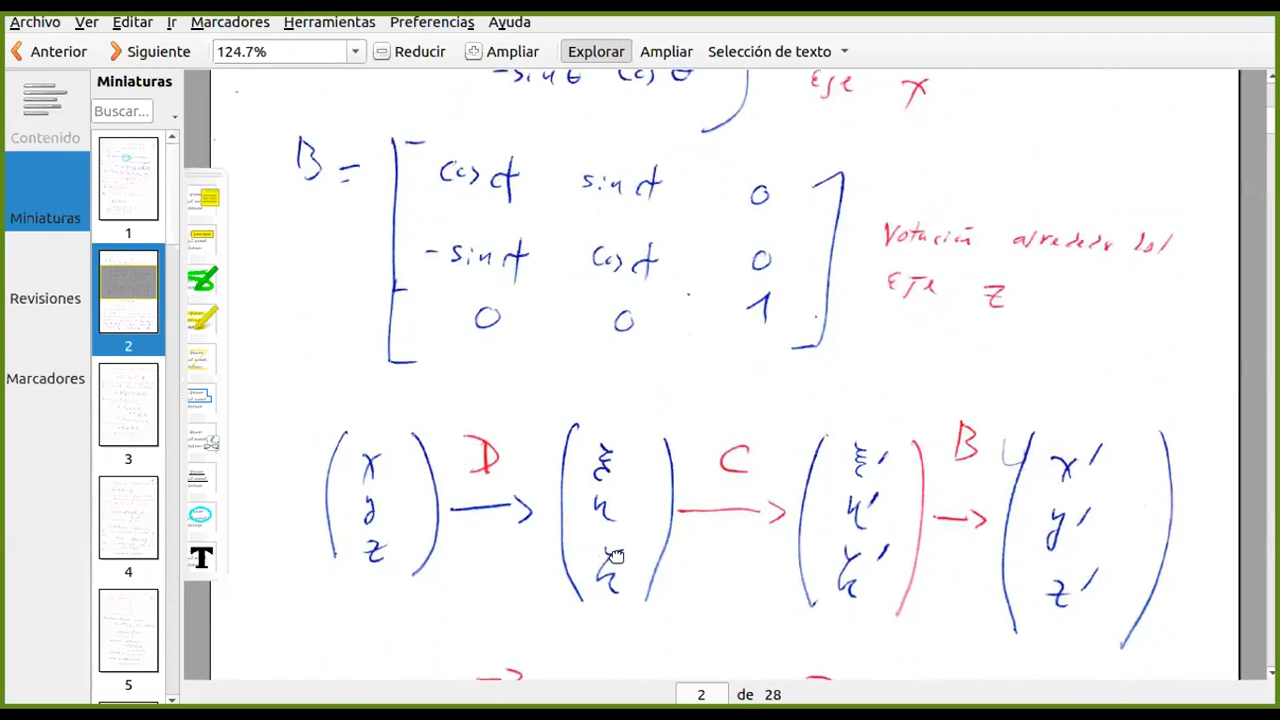 Archivo Ver Editar Ir Marcadores Herramientas Preferencias Ayuda
Anterior Siguiente 124.7% Reducir Ampliar Explorar Ampliar Selección de texto
Contenido
Miniaturas
Revisiones
Marcadores
Miniaturas
Buscar...
1
2
3
4
5
T
-sin θ cos θ
eje x
B = [ cos ψ sin ψ 0
-sin ψ cos ψ 0
0 0 1 ]
rotación alrededor del
eje z
D C B
( x ) → ( ξ ) → ( ξ' ) → ( x' )
( y ) ( η ) ( η' ) ( y' )
( z ) ( ζ ) ( ζ' ) ( z' )
2 de 28